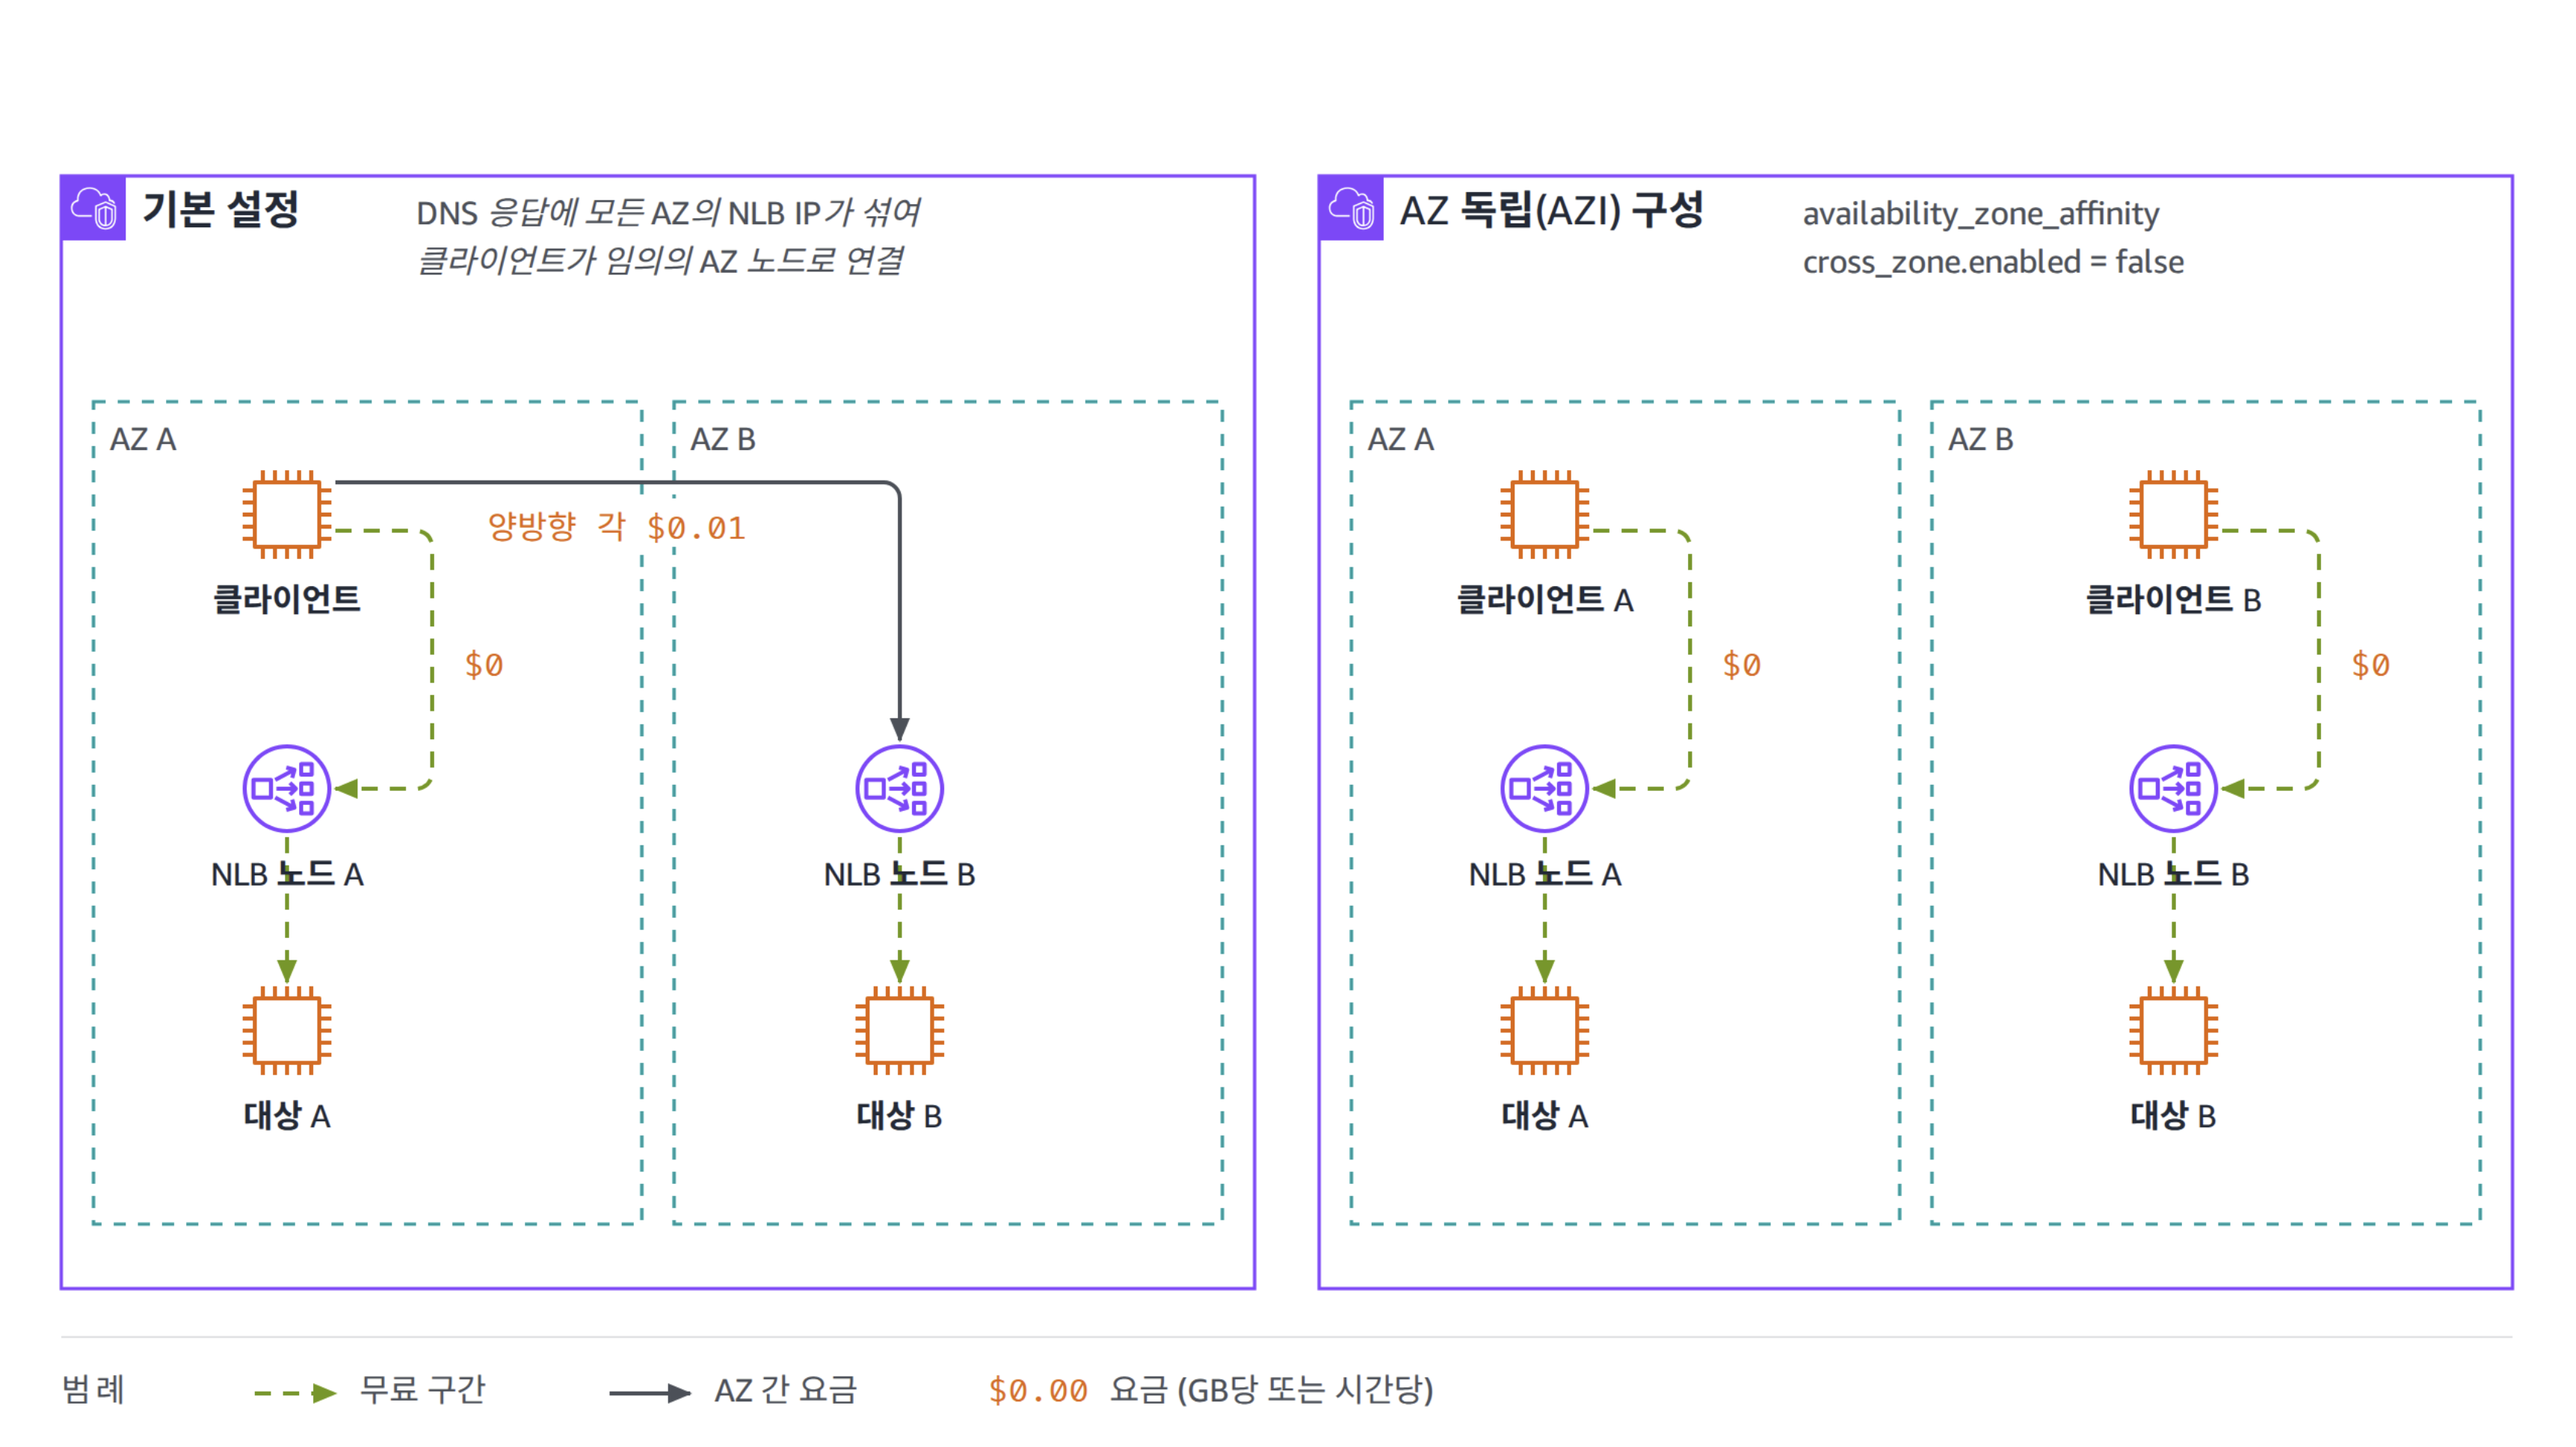 기본 설정
DNS 응답에 모든 AZ의 NLB IP가 섞여
클라이언트가 임의의 AZ 노드로 연결
AZ A
AZ B
양방향 각 $0.01
클라이언트
$0
NLB 노드 A
NLB 노드 B
대상 A
대상 B
AZ 독립(AZI) 구성
availability_zone_affinity
cross_zone.enabled = false
AZ A
AZ B
클라이언트 A
클라이언트 B
$0
$0
NLB 노드 A
NLB 노드 B
대상 A
대상 B
범례
무료 구간
AZ 간 요금
$0.00 요금 (GB당 또는 시간당)